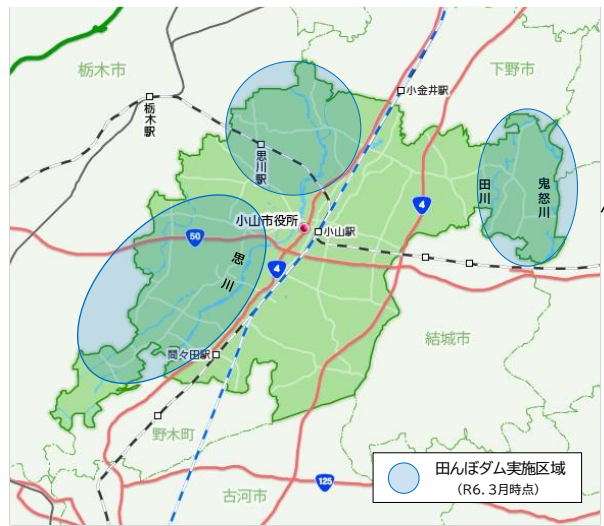 栃木市
下野市
小金井駅
栃木駅
思川駅
田川
鬼怒川
4
小山市役所
小山駅
50
思川
4
結城市
間々田駅
野木町
田んぼダム実施区域
(R6.3月時点)
125
古河市